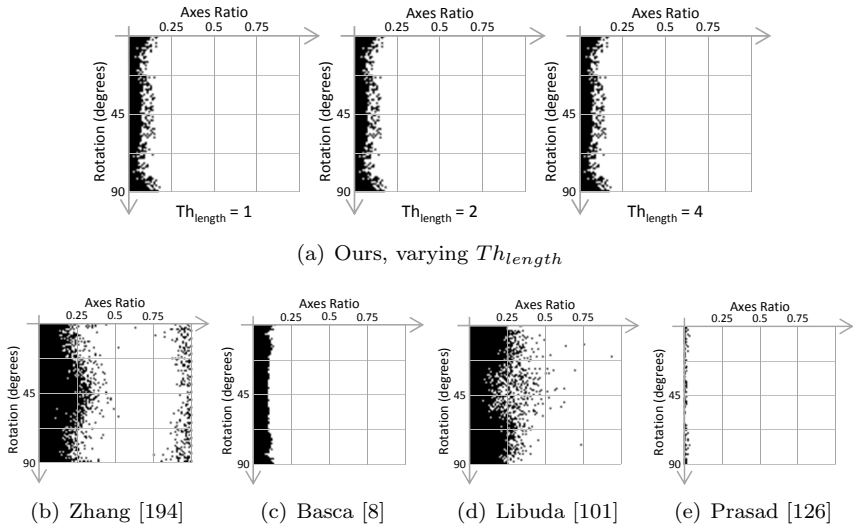 Axes Ratio Axes Ratio Axes Ratio
0.25 0.5 0.75 0.25 0.5 0.75 0.25 0.5 0.75
Rotation (degrees) Rotation (degrees) Rotation (degrees)
45 45 45
90 90 90
Th_length = 1 Th_length = 2 Th_length = 4
(a) Ours, varying Th_length
Axes Ratio Axes Ratio Axes Ratio Axes Ratio
0.25 0.5 0.75 0.25 0.5 0.75 0.25 0.5 0.75 0.25 0.5 0.75
Rotation (degrees) Rotation (degrees) Rotation (degrees) Rotation (degrees)
45 45 45 45
90 90 90 90
(b) Zhang [194] (c) Basca [8] (d) Libuda [101] (e) Prasad [126]